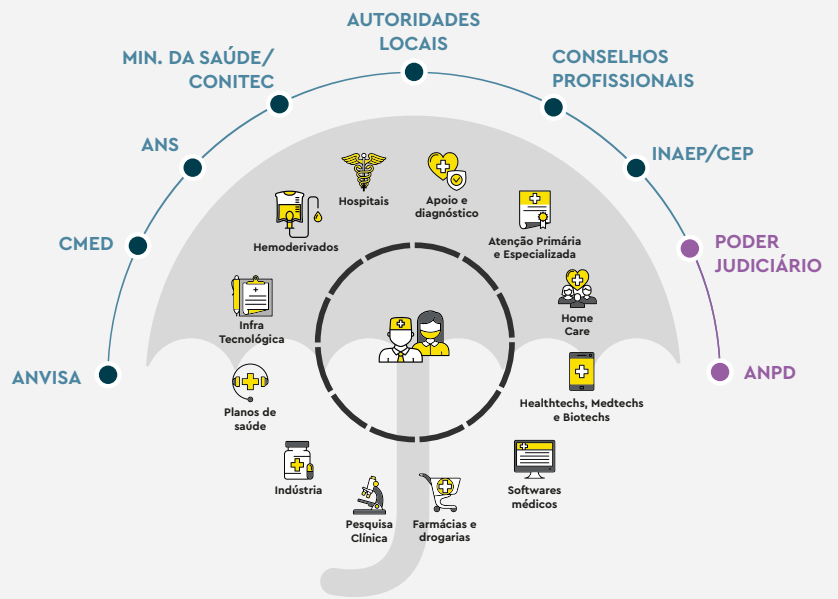 AUTORIDADES
LOCAIS
MIN. DA SAÚDE/
CONITEC
CONSELHOS
PROFISSIONAIS
ANS
INAEP/CEP
CMED
PODER
JUDICIÁRIO
ANVISA
ANPD
Hospitais
Apoio e
diagnóstico
Hemoderivados
Atenção Primária
e Especializada
Infra
Tecnológica
Home
Care
Planos de
saúde
Healthtechs, Medtechs
e Biotechs
Indústria
Softwares
médicos
Pesquisa
Clínica
Farmácias e
drogarias